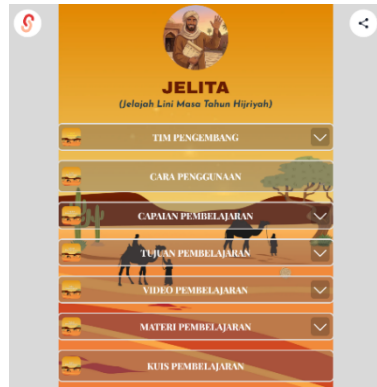 JELITA
(Jelajah Lini Masa Tahun Hijriyah)
TIM PENGEMBANG
CARA PENGGUNAAN
CAPAIAN PEMBELAJARAN
TUJUAN PEMBELAJARAN
VIDEO PEMBELAJARAN
MATERI PEMBELAJARAN
KUIS PEMBELAJARAN